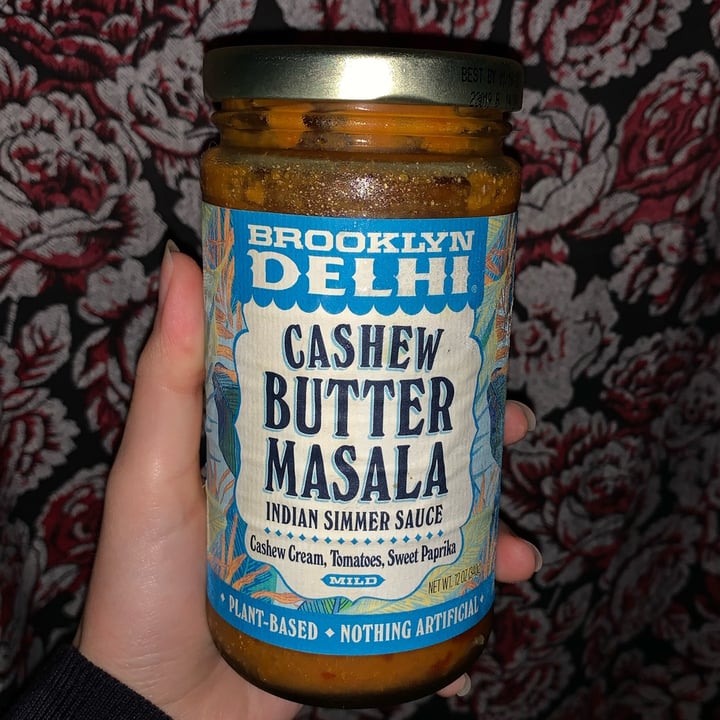 BEST BY
BROOKLYN
DELHI®
CASHEW
BUTTER
MASALA
INDIAN SIMMER SAUCE
Cashew Cream, Tomatoes, Sweet Paprika
MILD
NET WT. 12 OZ (340g)
PLANT-BASED ◆ NOTHING ARTIFICIAL